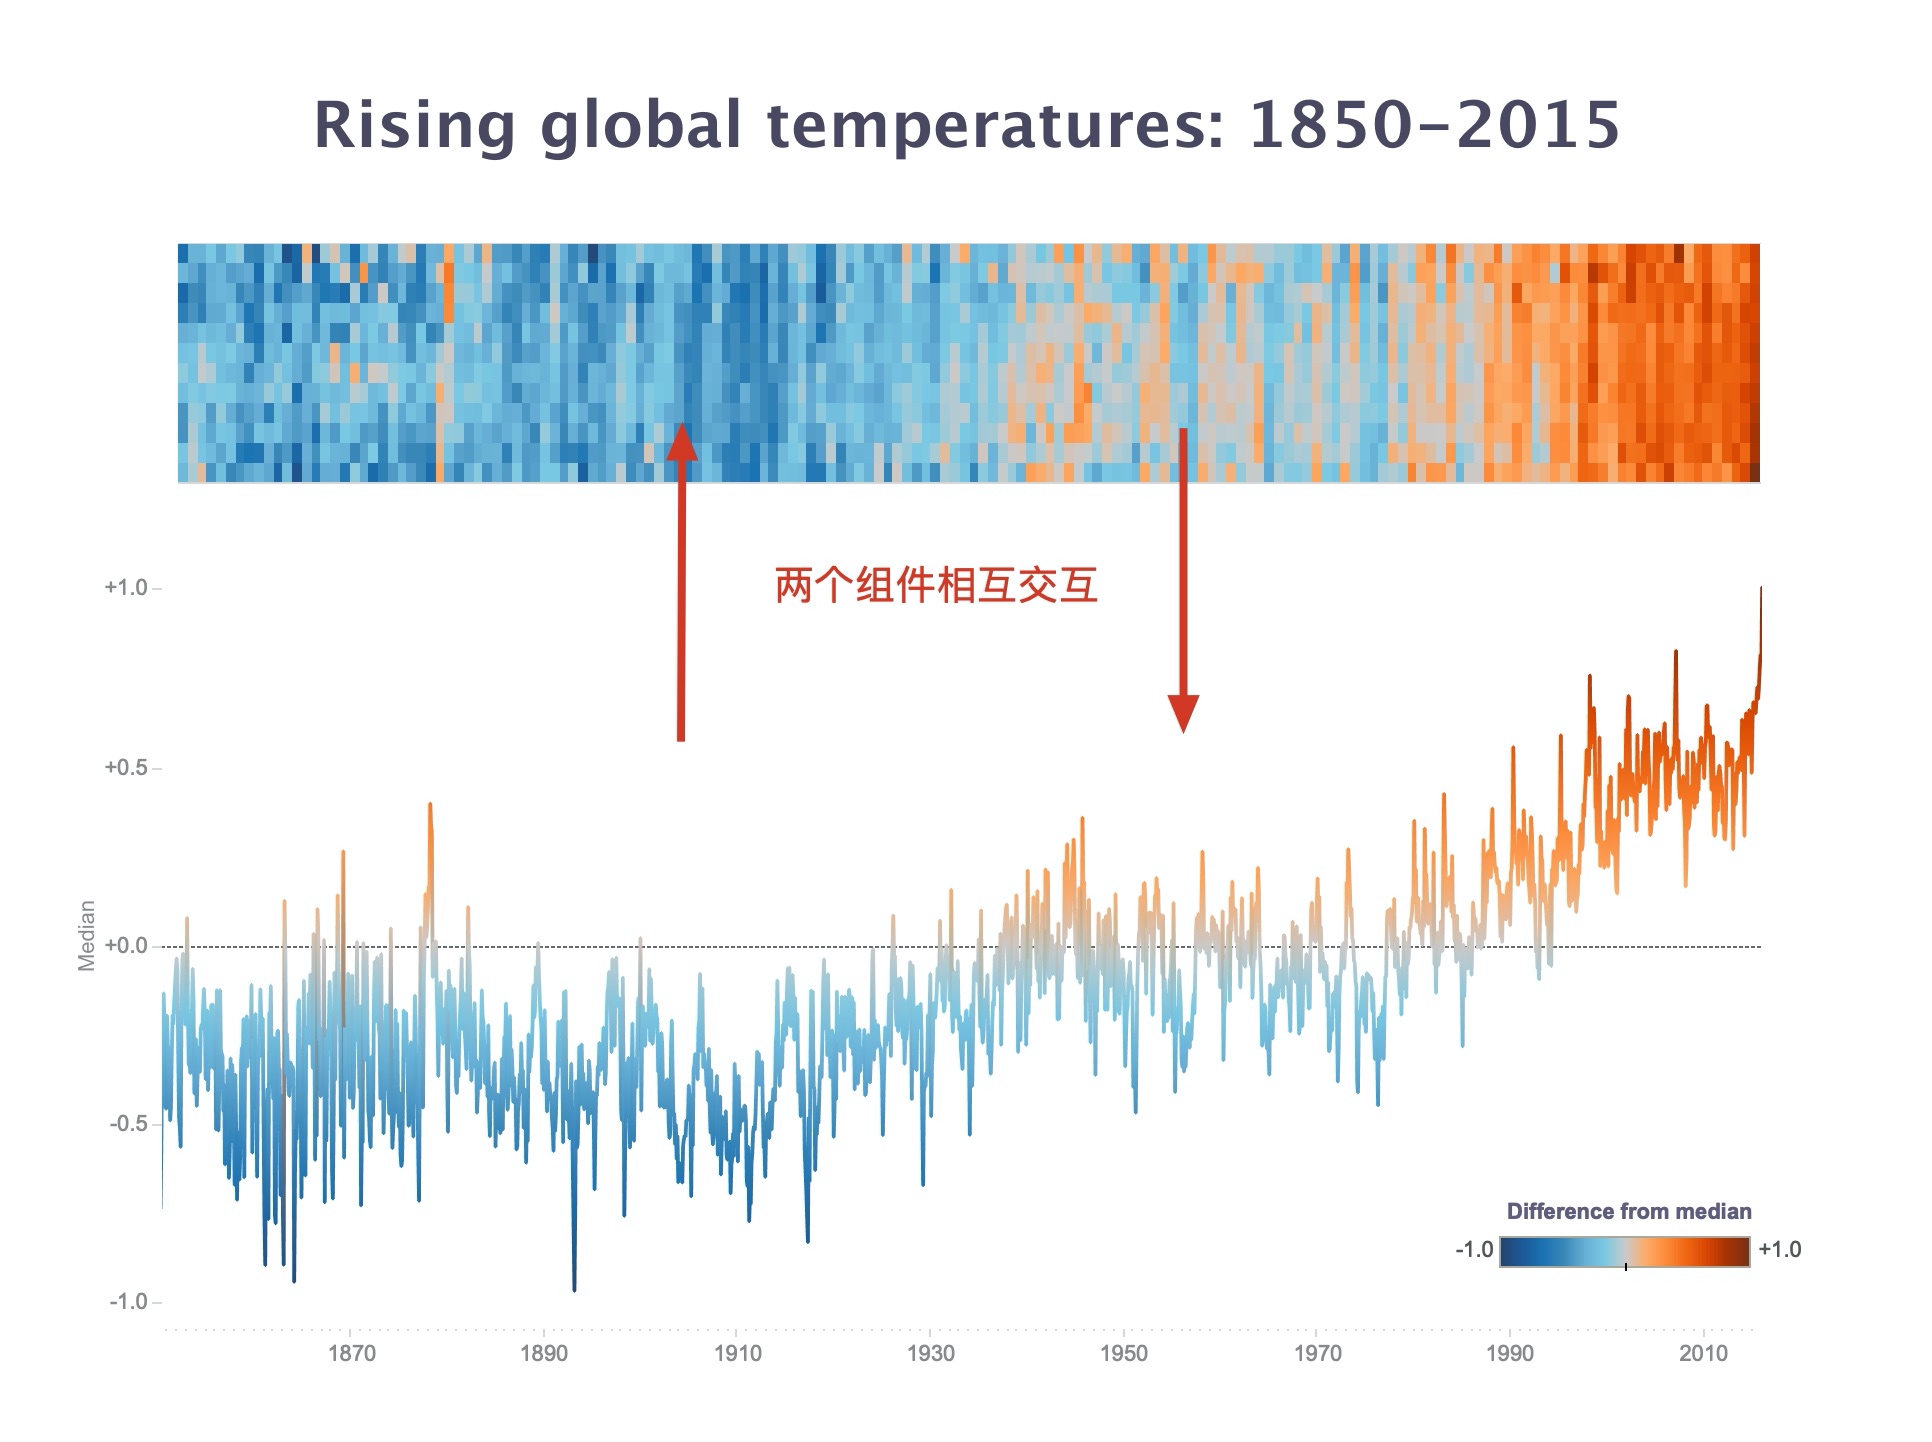 Rising global temperatures: 1850-2015
两个组件相互交互
+1.0
+0.5
+0.0
-0.5
-1.0
Median
Difference from median
-1.0 +1.0
1870 1890 1910 1930 1950 1970 1990 2010